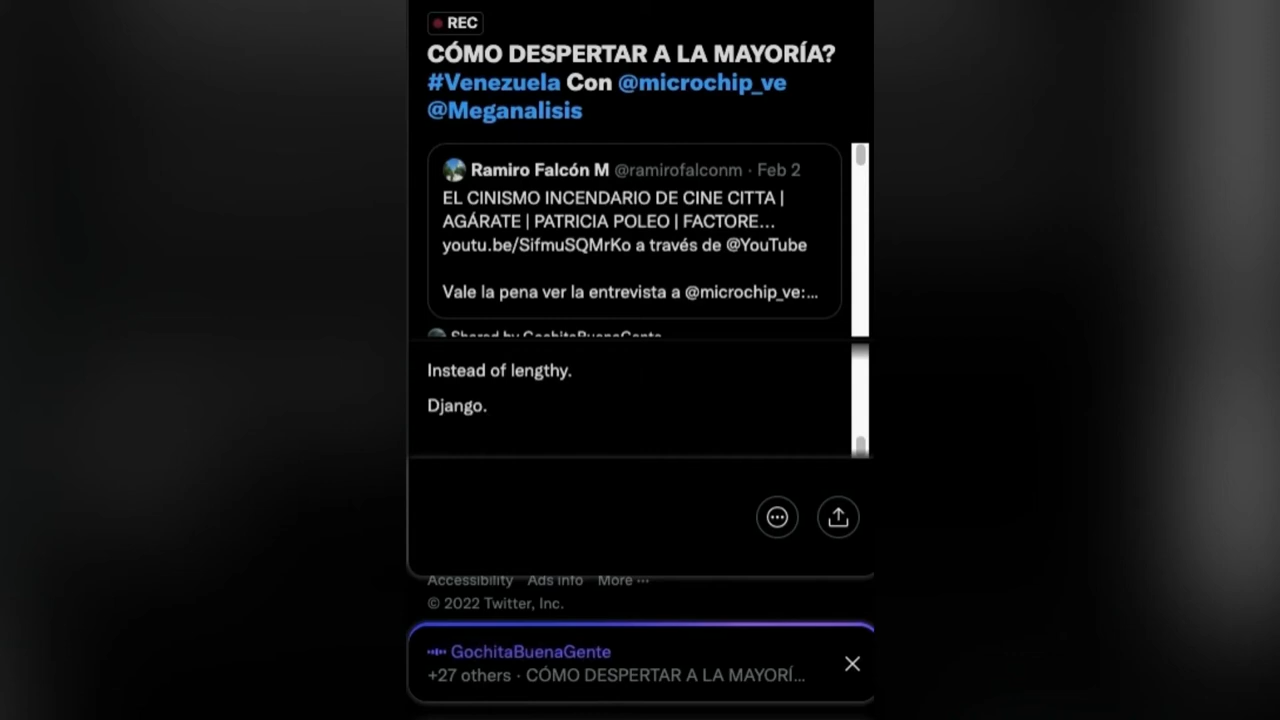 REC
CÓMO DESPERTAR A LA MAYORÍA?
#Venezuela Con @microchip_ve
@Meganalisis
Ramiro Falcón M @ramirofalconm · Feb 2
EL CINISMO INCENDARIO DE CINE CITTA |
AGÁRATE | PATRICIA POLEO | FACTORE...
youtu.be/SifmuSQMrKo a través de @YouTube
Vale la pena ver la entrevista a @microchip_ve:...
Shared by GochitaBuenaGente
Instead of lengthy.
Django.
Accessibility Ads info More ···
© 2022 Twitter, Inc.
GochitaBuenaGente
+27 others · CÓMO DESPERTAR A LA MAYORÍ...